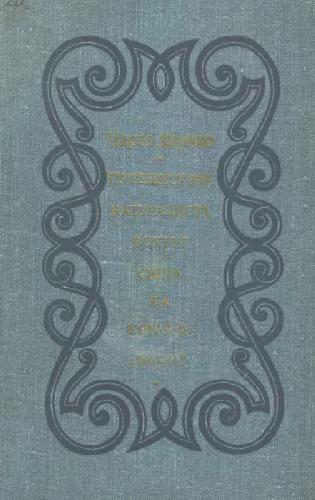 Чарлз Дарвин
ПУТЕШЕСТВИЕ
НАТУРАЛИСТА
ВОКРУГ
СВЕТА
НА
КОРАБЛЕ
„БИГЛЬ“